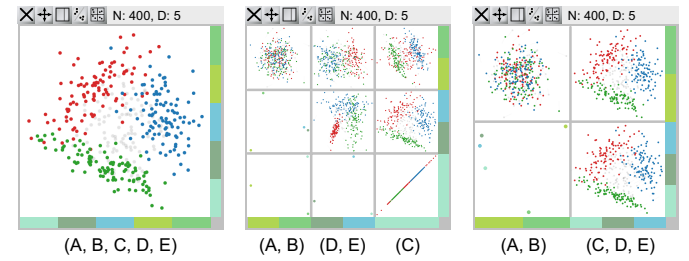 N: 400, D: 5
N: 400, D: 5
N: 400, D: 5
(A, B, C, D, E)
(A, B) (D, E) (C)
(A, B) (C, D, E)